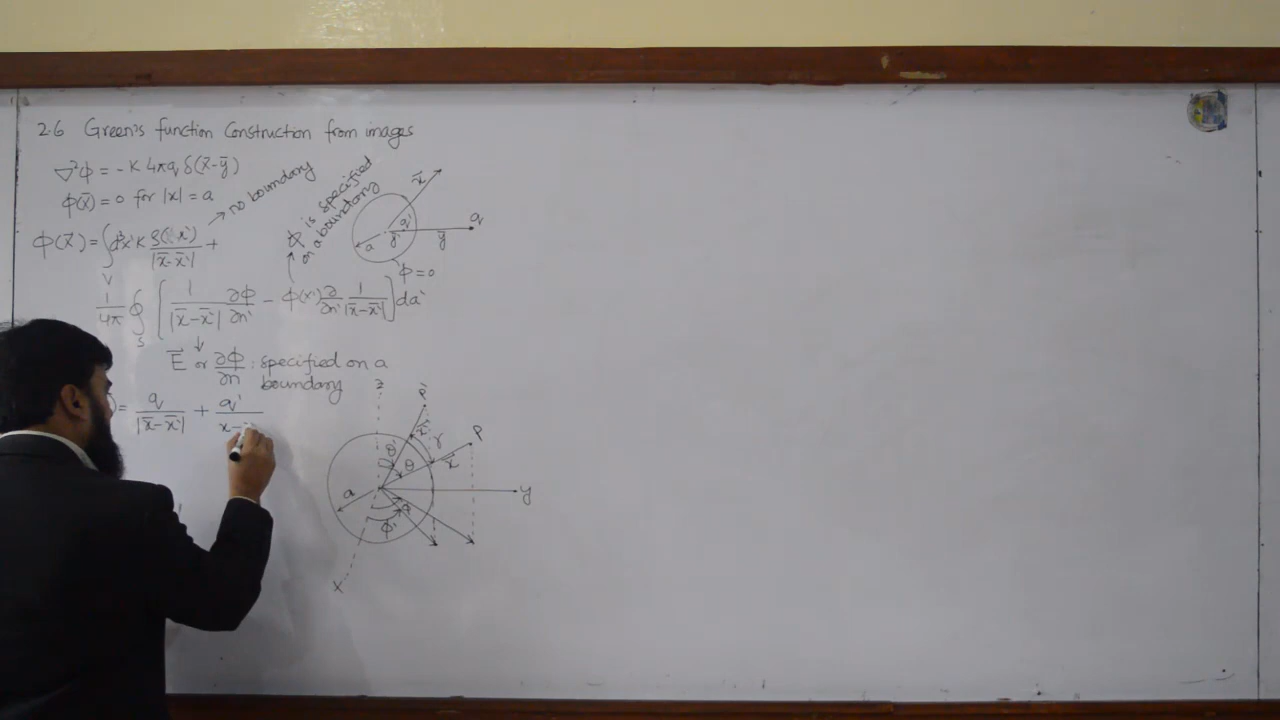 2.6 Green's function Construction from images
∇²Φ = -K 4πq δ(x̄-ȳ)
Φ(x̄) = 0 for |x| = a
→ no boundary
Φ(x̄) = ∫d³x' K ρ(x̄') / |x̄-x̄'| +
V
Φ is specified on a boundary
1/4π ∮ [ 1/|x̄-x̄'| ∂Φ/∂n' - Φ(x') ∂/∂n' 1/|x̄-x̄'| ] da'
S
E⃗ or ∂Φ/∂n : specified on a
boundary
) = q/|x̄-x̄'| + q'/x-
x̄
q
q'
a
ȳ'
ȳ
Φ=0
z
P'
x̄'
γ
P
x̄
θ'
θ
a
y
φ
φ'
x